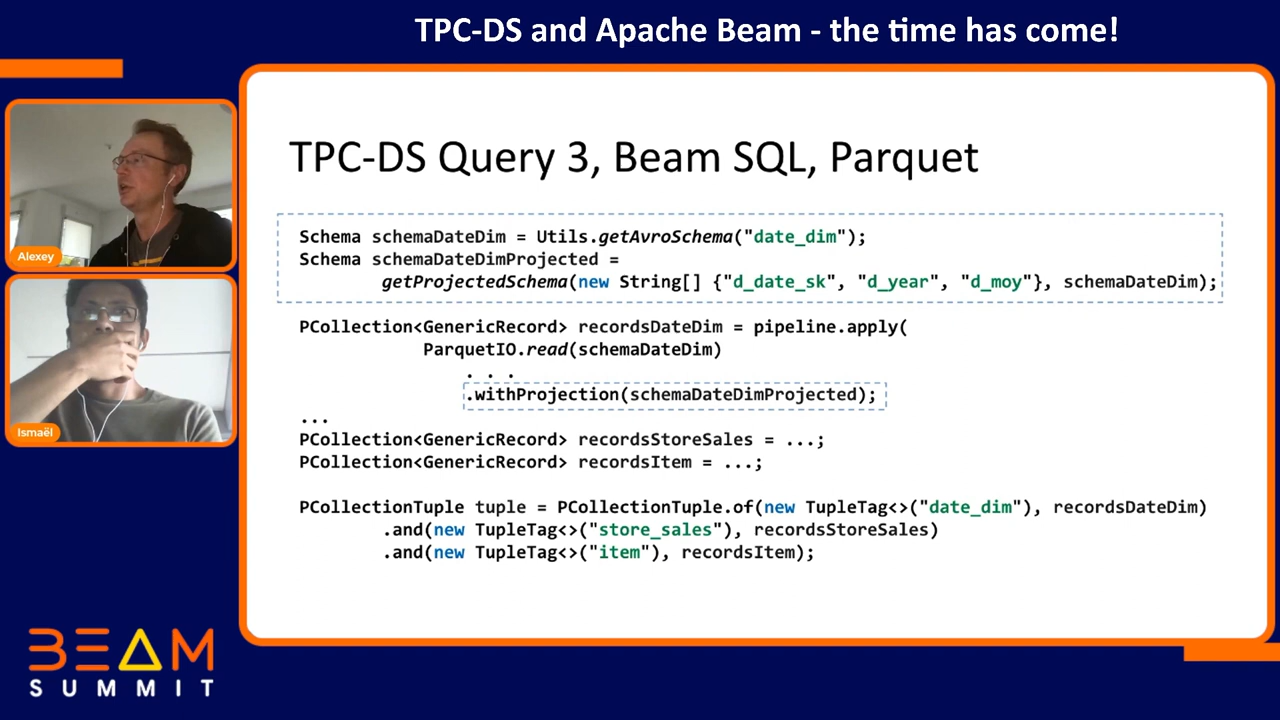 TPC-DS and Apache Beam - the time has come!
Alexey
Ismaël
TPC-DS Query 3, Beam SQL, Parquet
Schema schemaDateDim = Utils.getAvroSchema("date_dim");
Schema schemaDateDimProjected =
getProjectedSchema(new String[] {"d_date_sk", "d_year", "d_moy"}, schemaDateDim);
PCollection<GenericRecord> recordsDateDim = pipeline.apply(
ParquetIO.read(schemaDateDim)
. . .
.withProjection(schemaDateDimProjected);
...
PCollection<GenericRecord> recordsStoreSales = ...;
PCollection<GenericRecord> recordsItem = ...;
PCollectionTuple tuple = PCollectionTuple.of(new TupleTag<>("date_dim"), recordsDateDim)
.and(new TupleTag<>("store_sales"), recordsStoreSales)
.and(new TupleTag<>("item"), recordsItem);
BEAM
SUMMIT